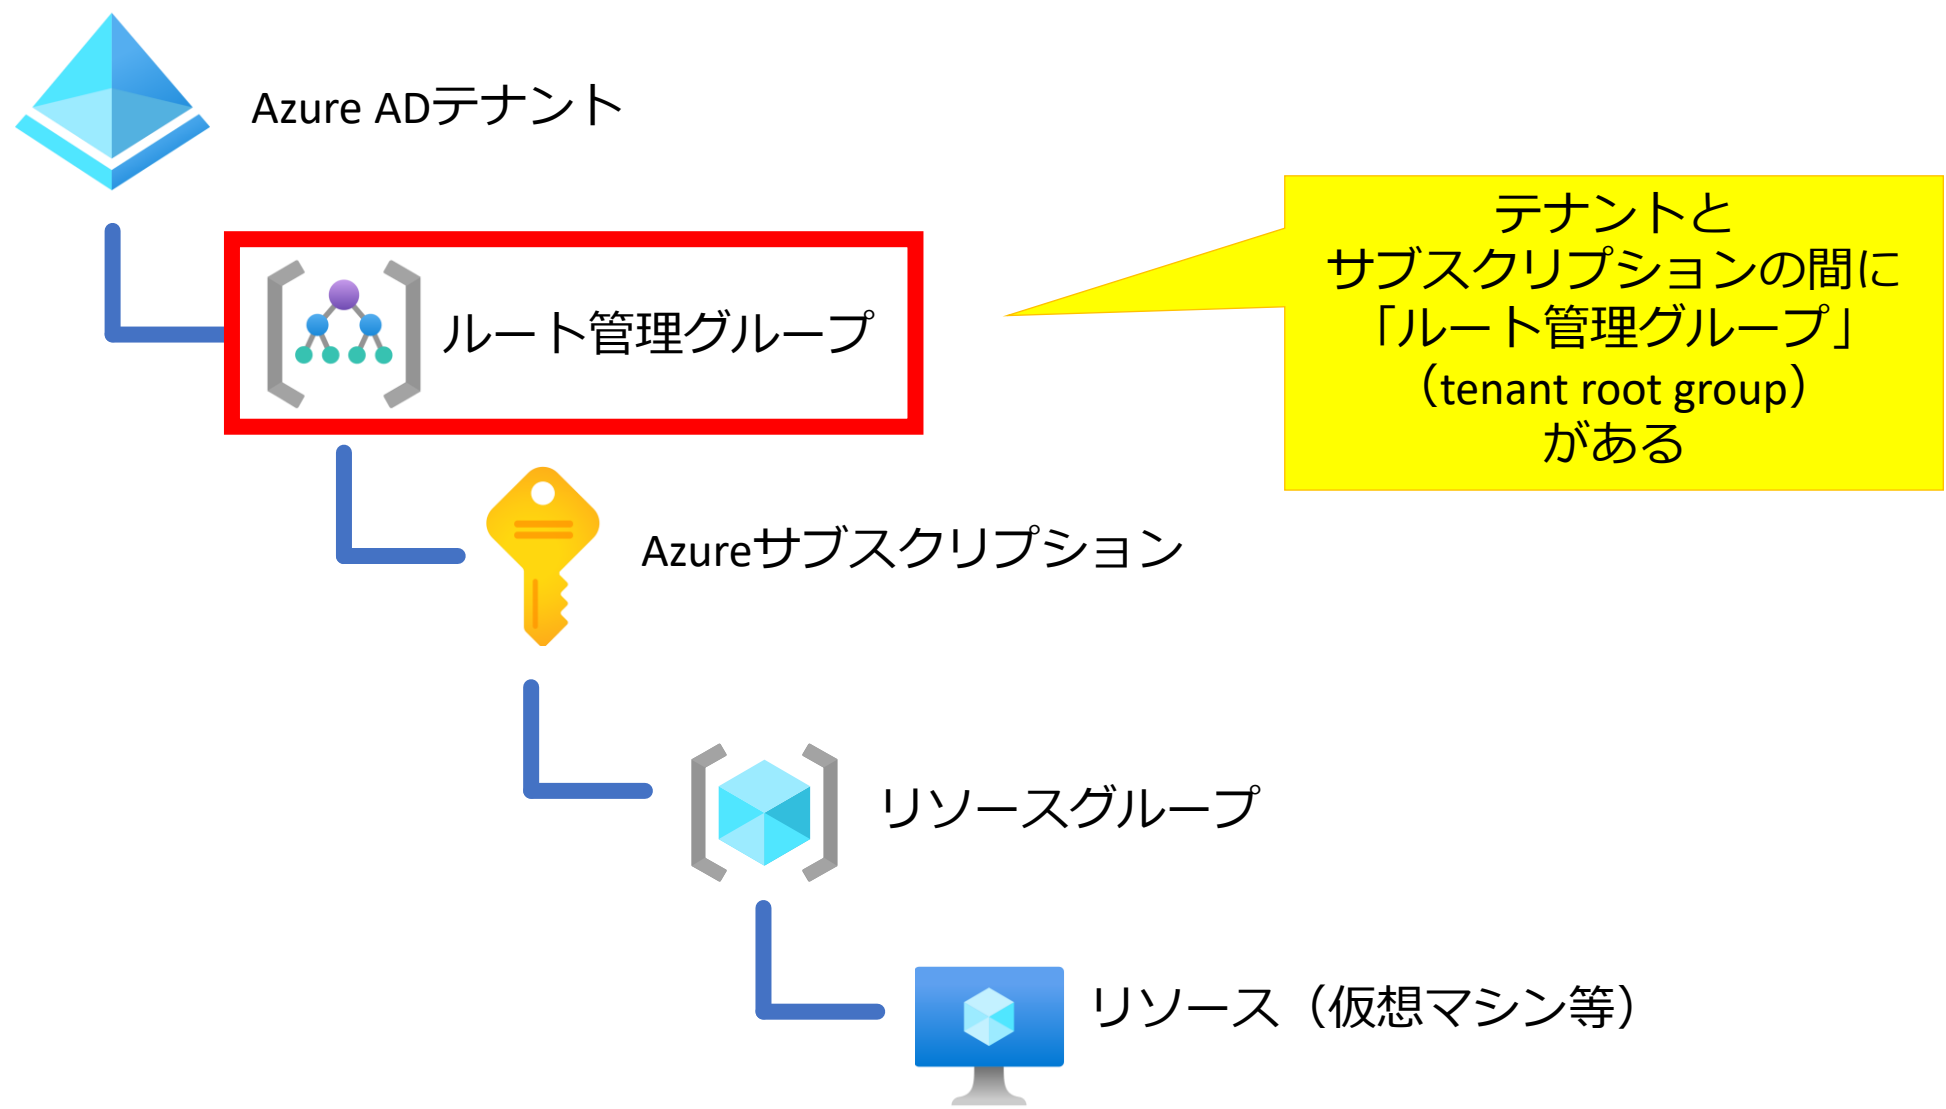 Azure ADテナント
テナントと
サブスクリプションの間に
「ルート管理グループ」
（tenant root group）
がある
ルート管理グループ
Azureサブスクリプション
リソースグループ
リソース（仮想マシン等）